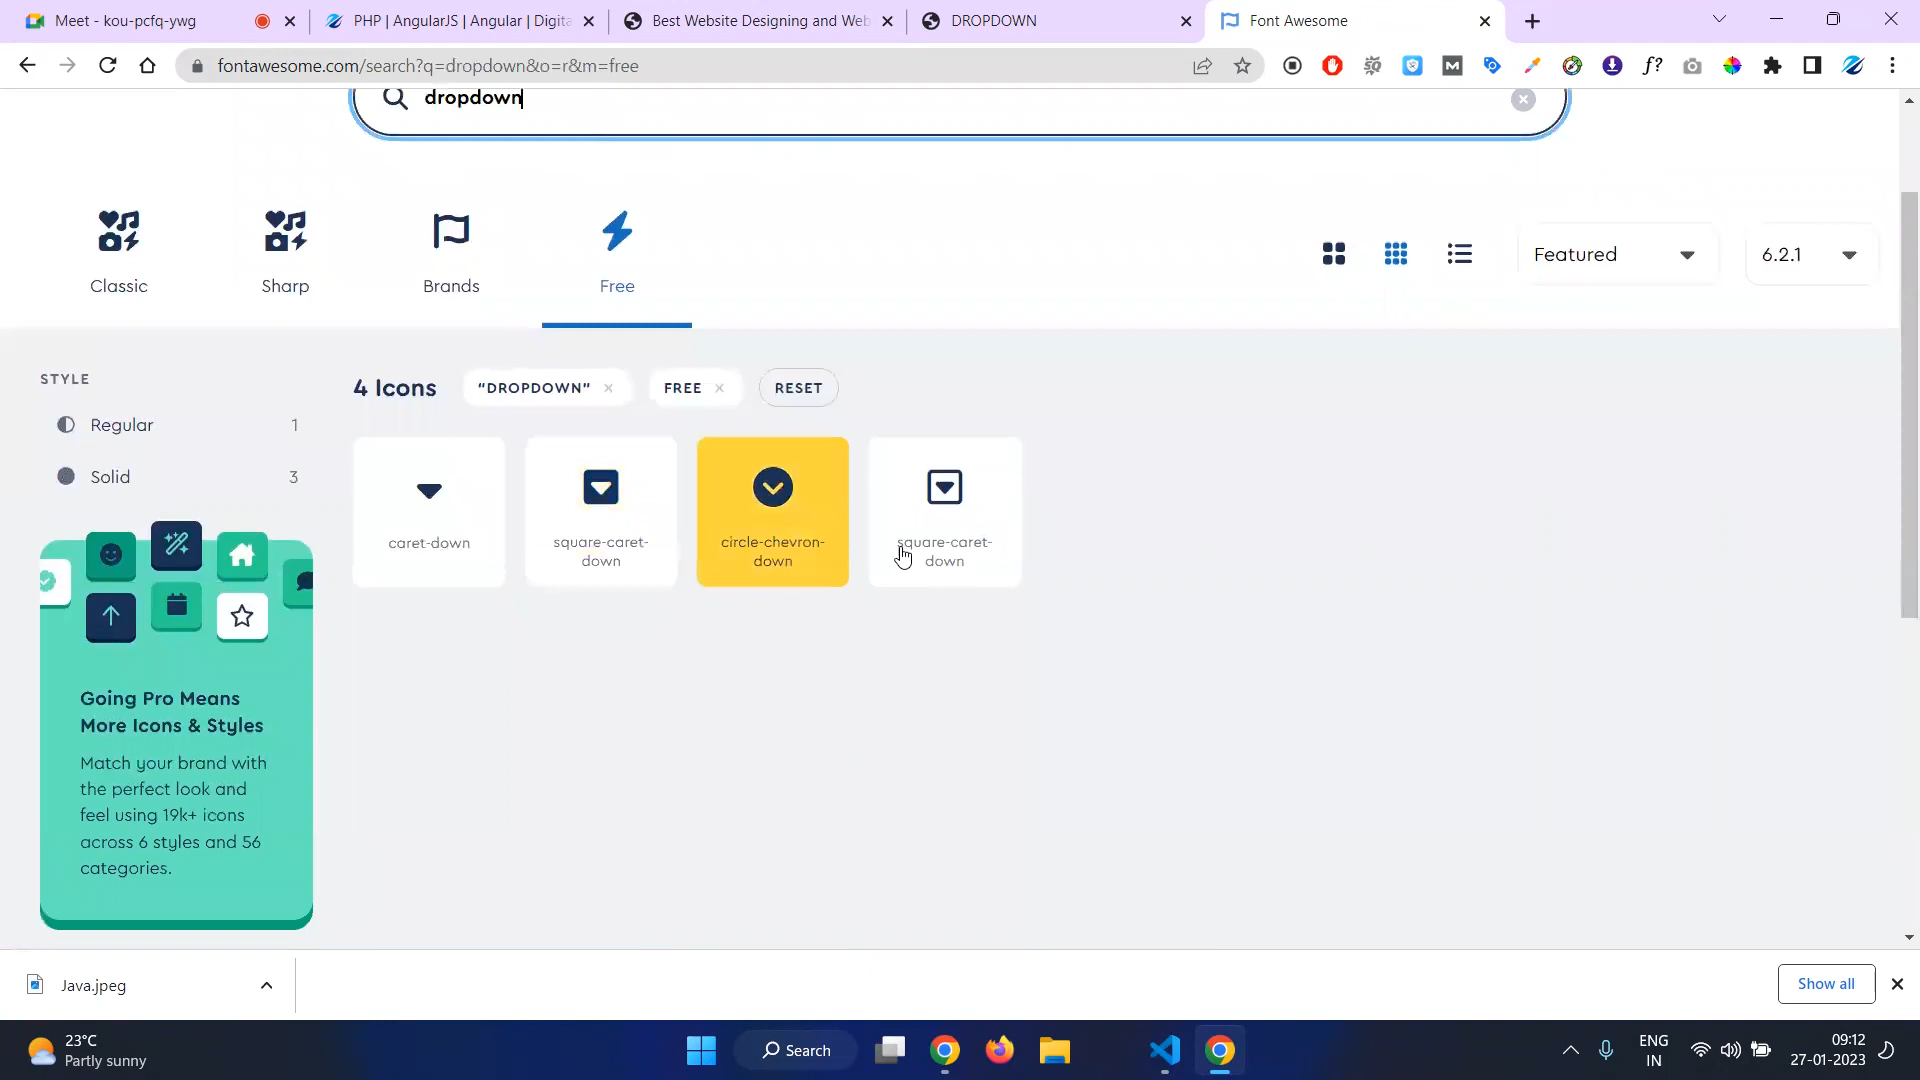 Meet - kou-pcfq-ywg
PHP | AngularJS | Angular | Digita
Best Website Designing and Web
DROPDOWN
Font Awesome
fontawesome.com/search?q=dropdown&o=r&m=free
dropdown
Classic
Sharp
Brands
Free
Featured
6.2.1
STYLE
Regular 1
Solid 3
4 Icons
“DROPDOWN” ×
FREE ×
RESET
caret-down
square-caret-
down
circle-chevron-
down
square-caret-
down
Going Pro Means
More Icons & Styles
Match your brand with
the perfect look and
feel using 19k+ icons
across 6 styles and 56
categories.
Java.jpeg
Show all
23°C
Partly sunny
Search
ENG
IN
09:12
27-01-2023